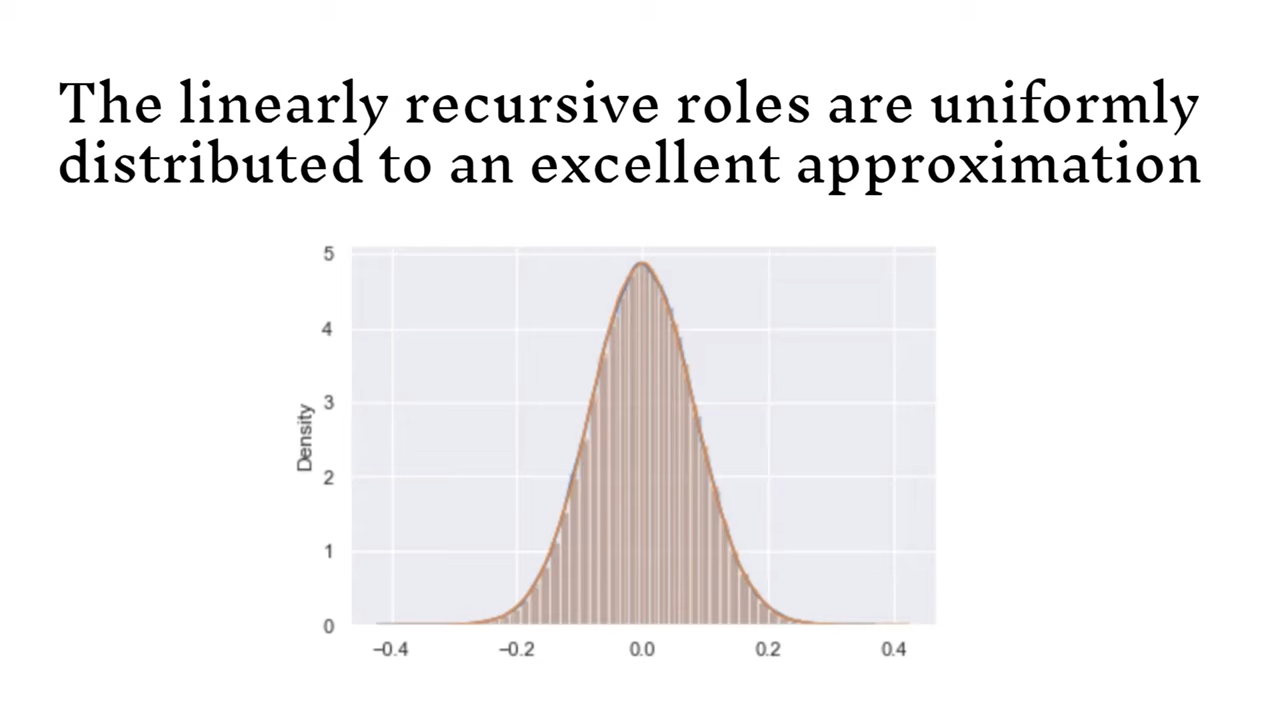 The linearly recursive roles are uniformly
distributed to an excellent approximation
5
4
3
2
1
0
Density
−0.4 −0.2 0.0 0.2 0.4